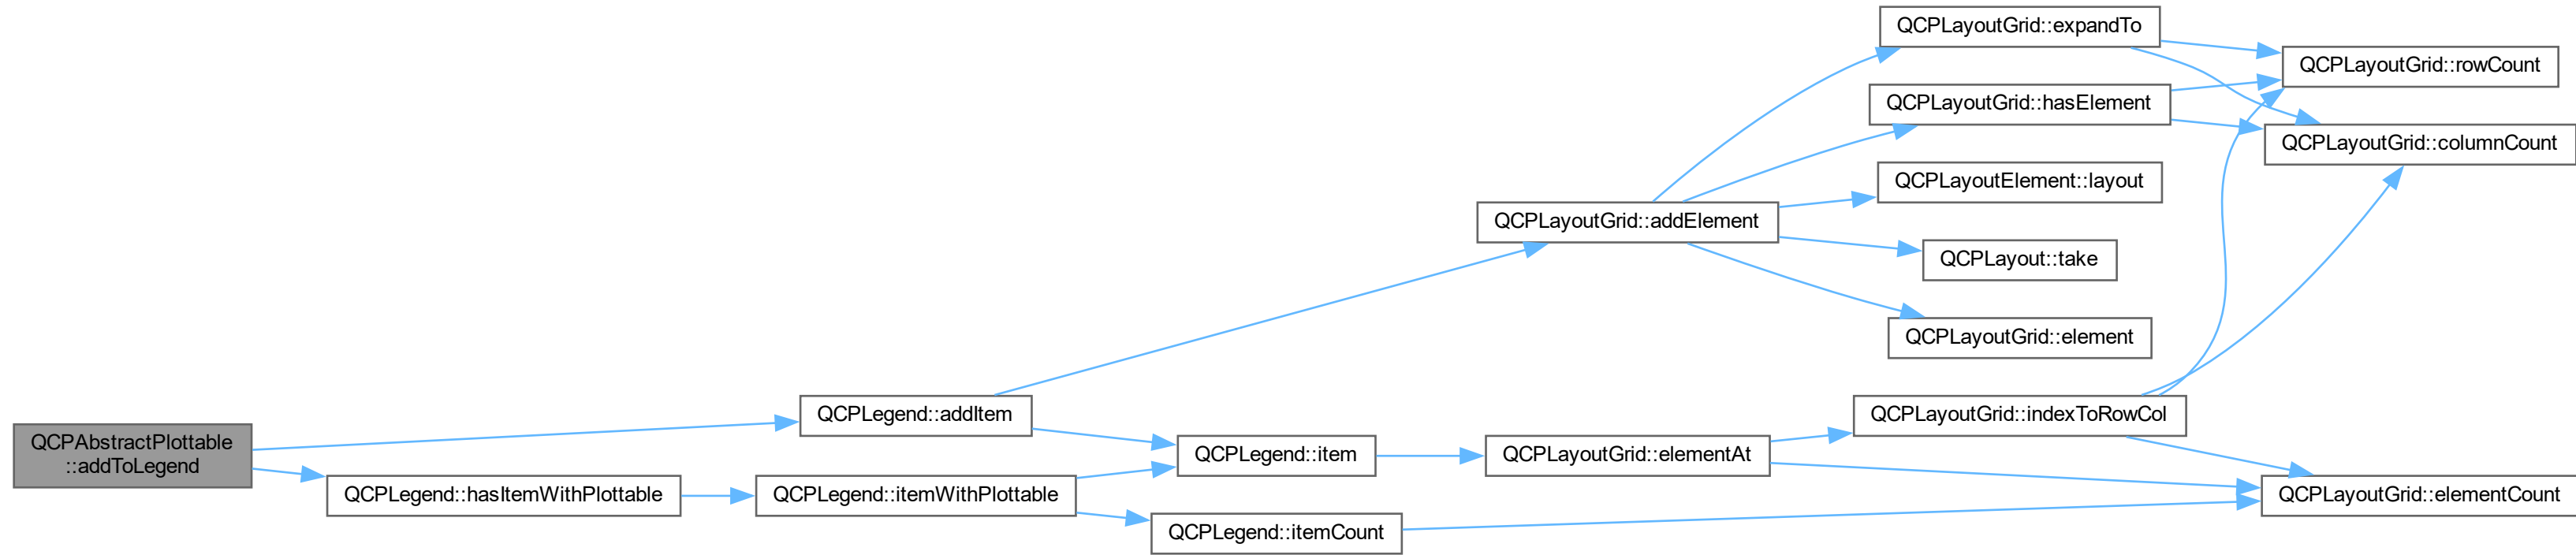 QCPAbstractPlottable
::addToLegend
QCPLegend::addItem
QCPLegend::hasItemWithPlottable
QCPLegend::itemWithPlottable
QCPLegend::item
QCPLegend::itemCount
QCPLayoutGrid::addElement
QCPLayoutGrid::elementAt
QCPLayoutGrid::expandTo
QCPLayoutGrid::hasElement
QCPLayoutElement::layout
QCPLayout::take
QCPLayoutGrid::element
QCPLayoutGrid::indexToRowCol
QCPLayoutGrid::rowCount
QCPLayoutGrid::columnCount
QCPLayoutGrid::elementCount